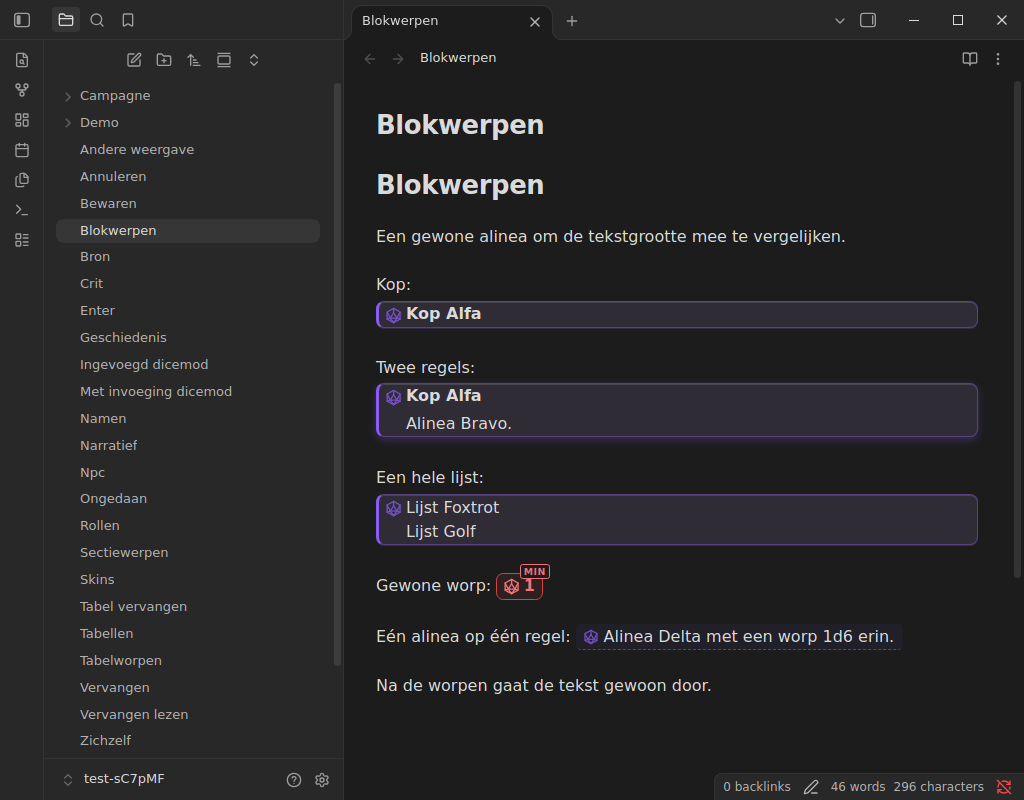 Blokwerpen
Blokwerpen
Campagne
Demo
Andere weergave
Annuleren
Bewaren
Blokwerpen
Bron
Crit
Enter
Geschiedenis
Ingevoegd dicemod
Met invoeging dicemod
Namen
Narratief
Npc
Ongedaan
Rollen
Sectiewerpen
Skins
Tabel vervangen
Tabellen
Tabelworpen
Vervangen
Vervangen lezen
Zichzelf
test-sC7pMF
Blokwerpen
Blokwerpen
Een gewone alinea om de tekstgrootte mee te vergelijken.
Kop:
Kop Alfa
Twee regels:
Kop Alfa
Alinea Bravo.
Een hele lijst:
Lijst Foxtrot
Lijst Golf
MIN
Gewone worp: 1
Eén alinea op één regel: Alinea Delta met een worp 1d6 erin.
Na de worpen gaat de tekst gewoon door.
0 backlinks 46 words 296 characters